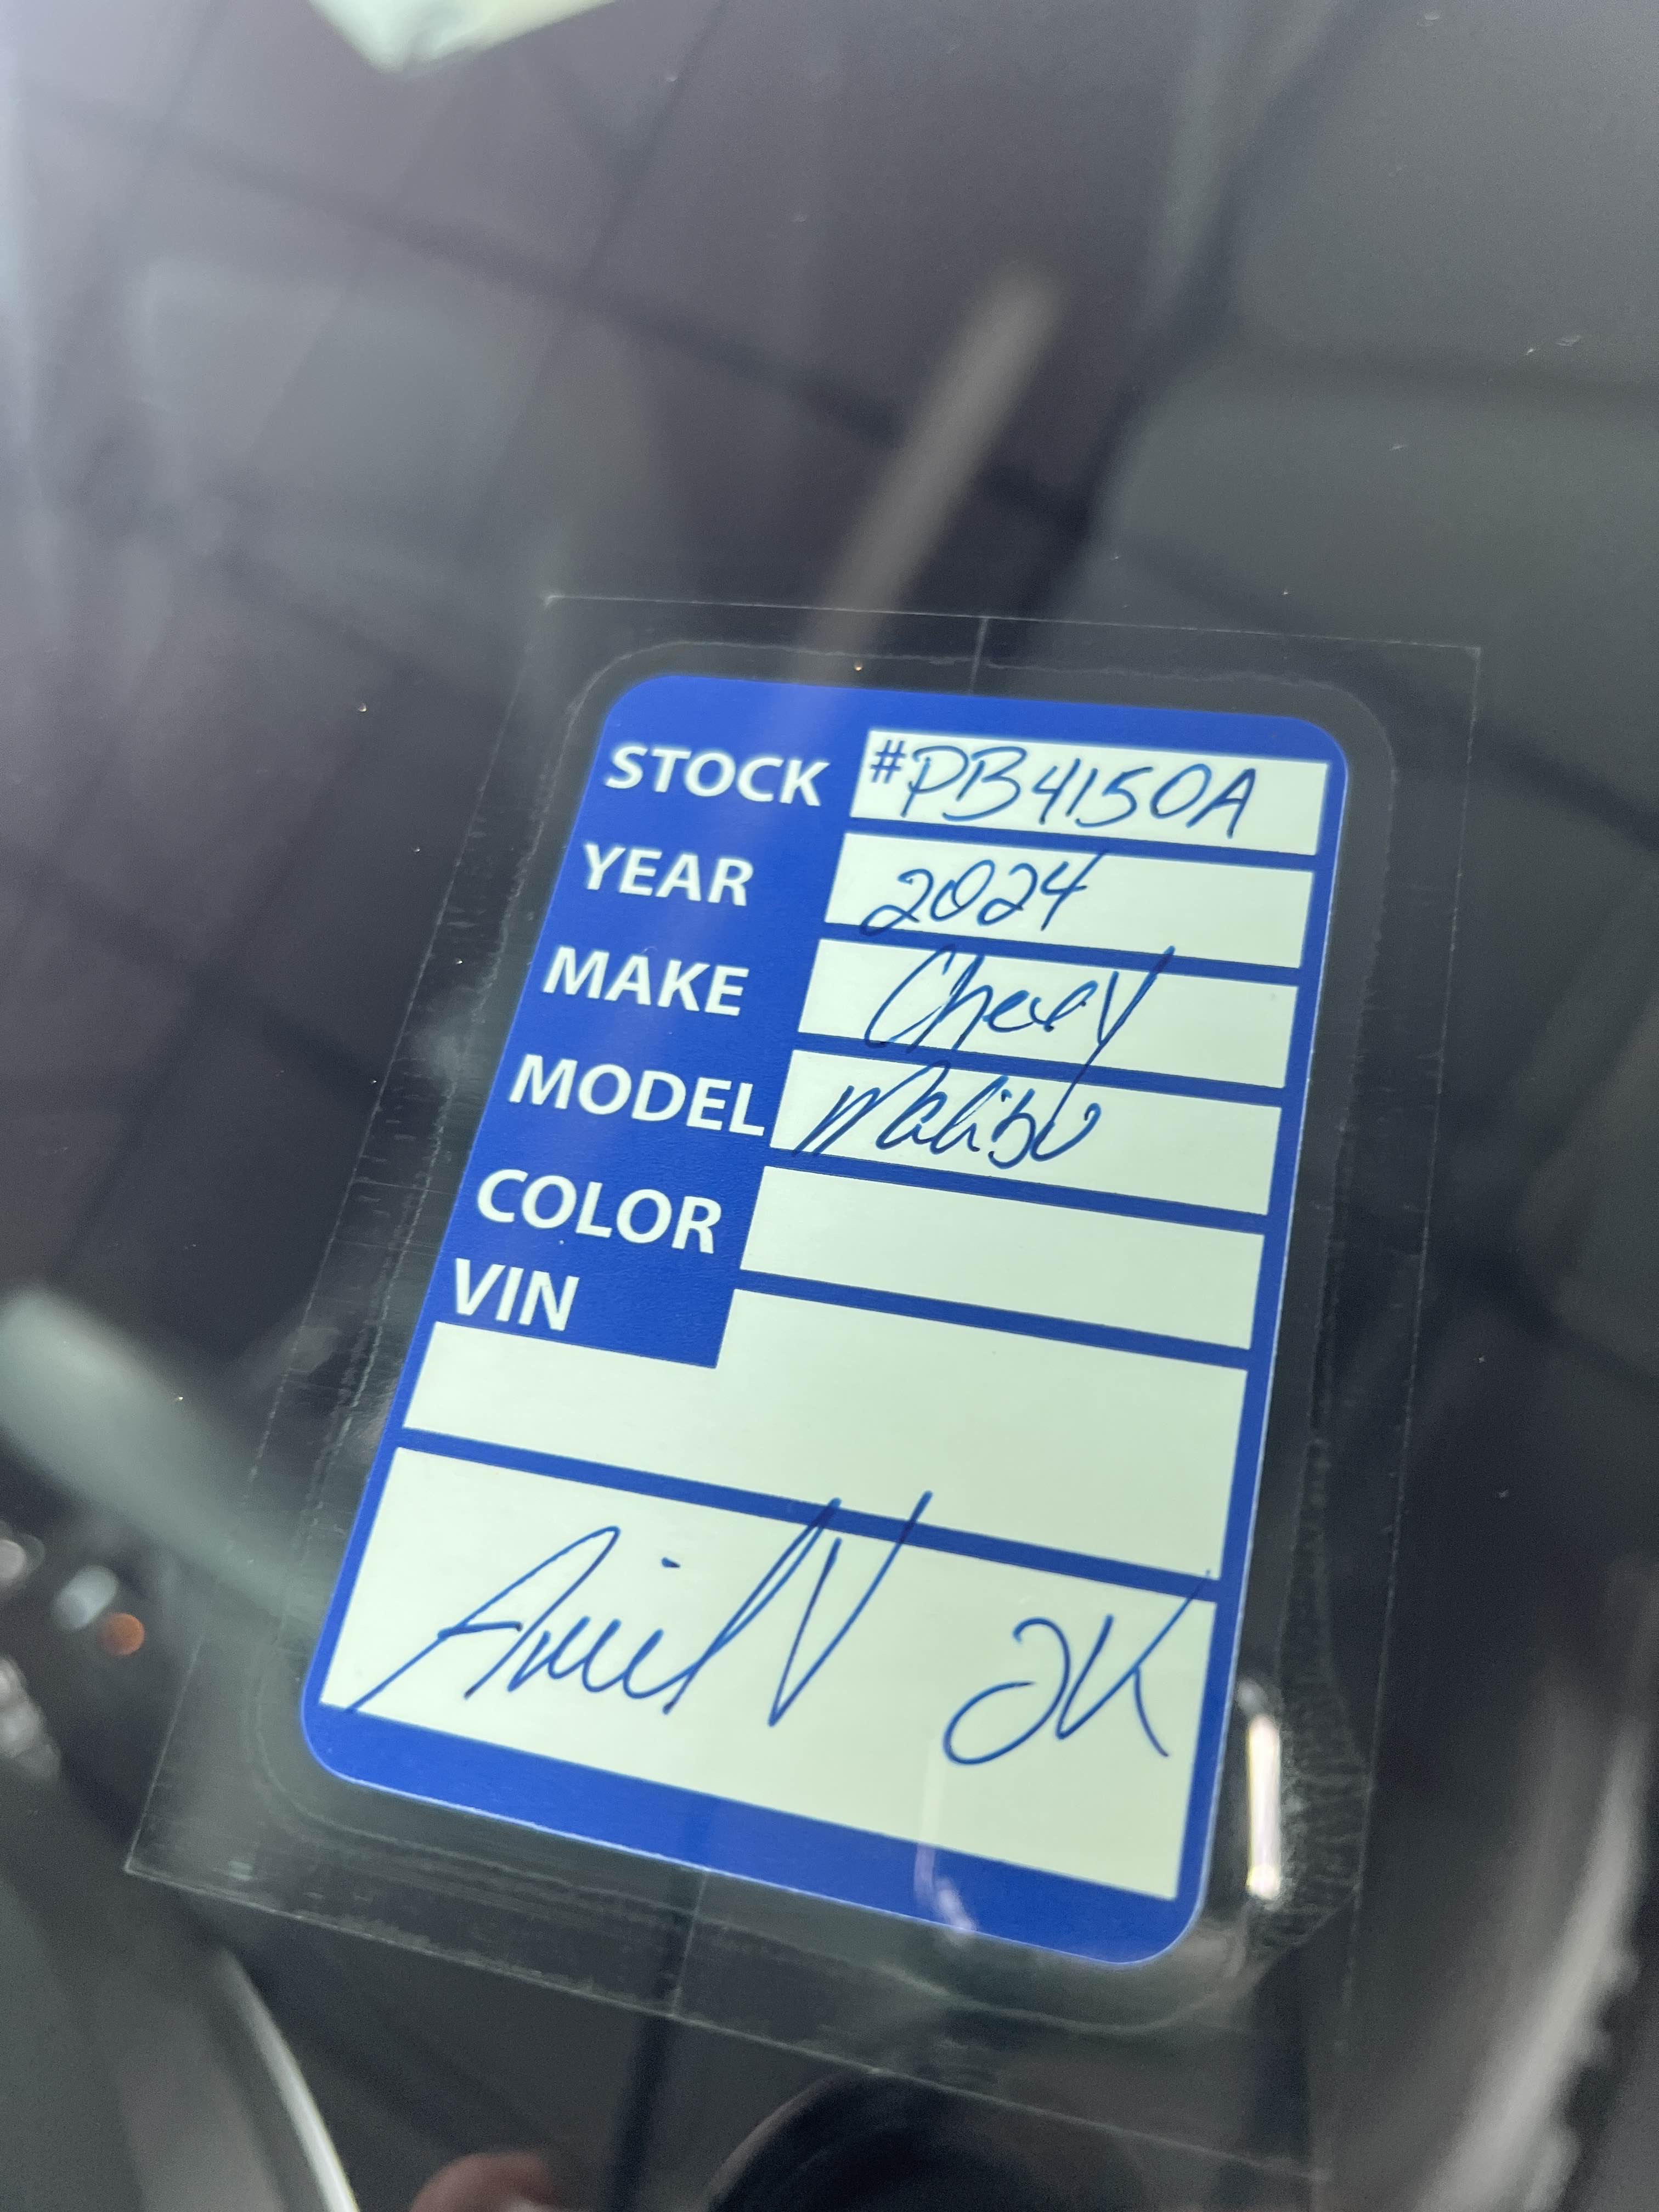 STOCK #PB4150A
YEAR 2024
MAKE Chevy
MODEL Malibu
COLOR
VIN